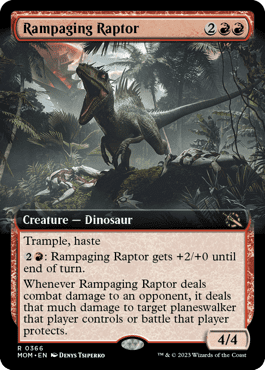 Rampaging Raptor 2RR
Creature — Dinosaur
Trample, haste
2R: Rampaging Raptor gets +2/+0 until
end of turn.
Whenever Rampaging Raptor deals
combat damage to an opponent, it deals
that much damage to target planeswalker
that player controls or battle that player
protects.
4/4
R 0366
MOM • EN DENYS TSIPERKO
™ & © 2023 Wizards of the Coast